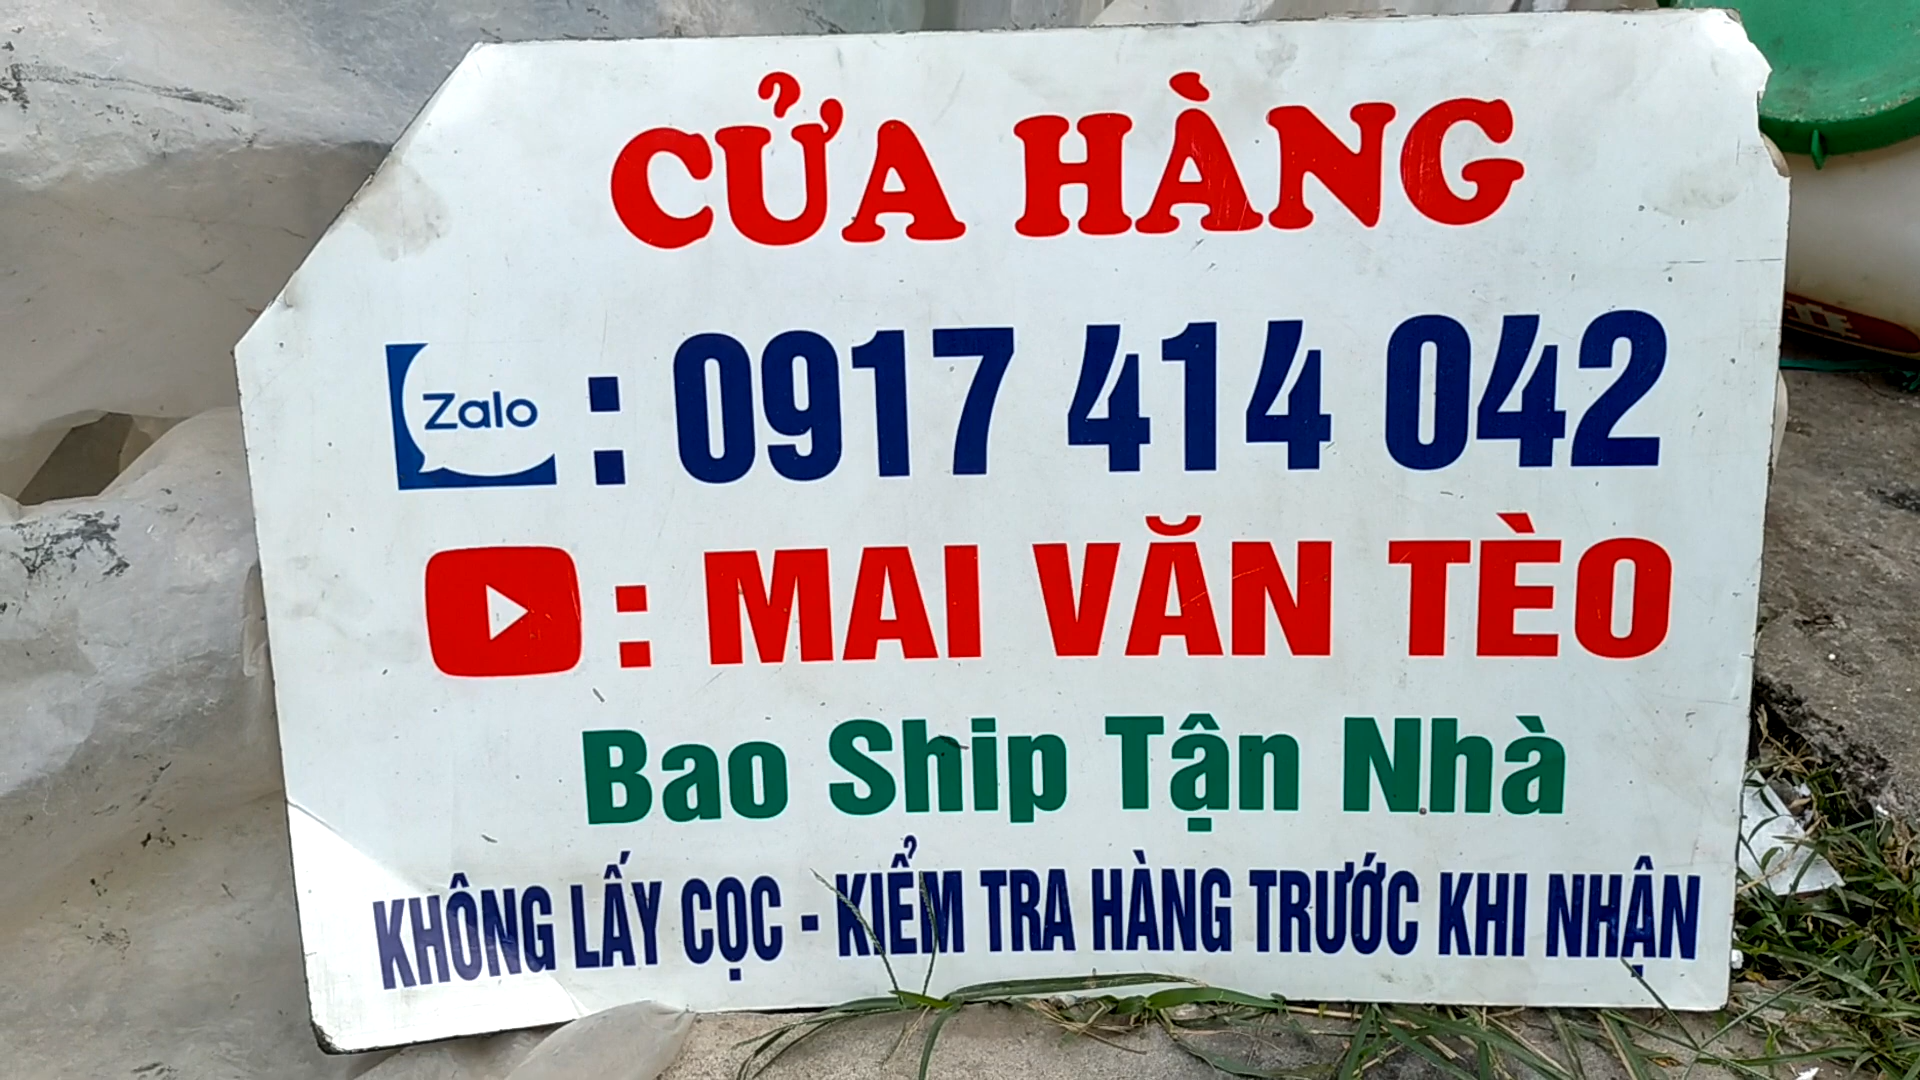 CỬA HÀNG
Zalo : 0917 414 042
: MAI VĂN TÈO
Bao Ship Tận Nhà
KHÔNG LẤY CỌC - KIỂM TRA HÀNG TRƯỚC KHI NHẬN